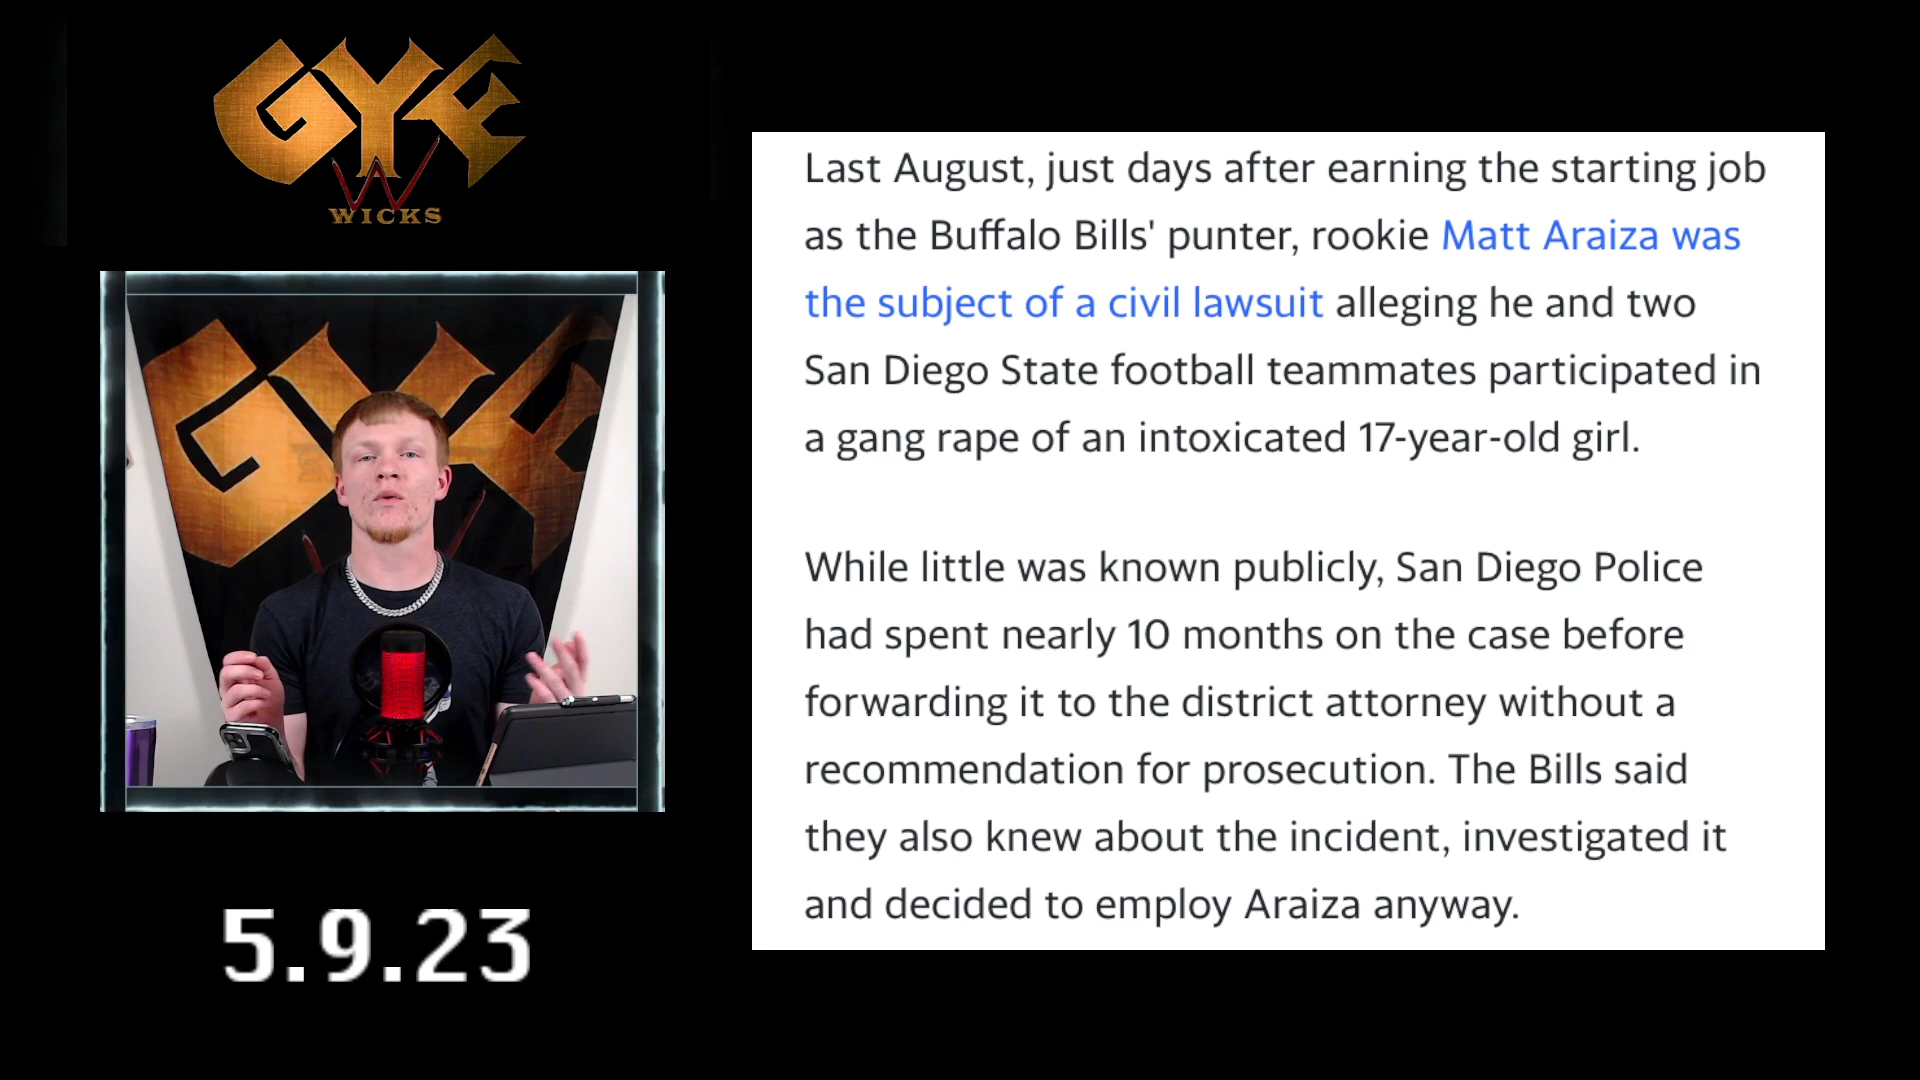 GYE
W
WICKS
GYE
5.9.23
Last August, just days after earning the starting job
as the Buffalo Bills' punter, rookie Matt Araiza was
the subject of a civil lawsuit alleging he and two
San Diego State football teammates participated in
a gang rape of an intoxicated 17-year-old girl.
While little was known publicly, San Diego Police
had spent nearly 10 months on the case before
forwarding it to the district attorney without a
recommendation for prosecution. The Bills said
they also knew about the incident, investigated it
and decided to employ Araiza anyway.